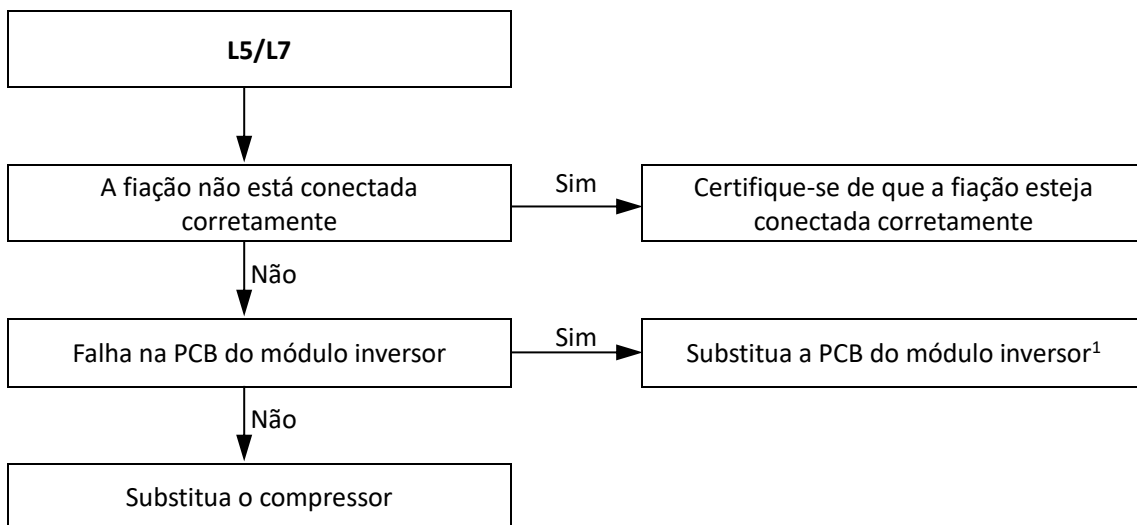 L5/L7
A fiação não está conectada
corretamente
Sim
Certifique-se de que a fiação esteja
conectada corretamente
Não
Falha na PCB do módulo inversor
Sim
Substitua a PCB do módulo inversor¹
Não
Substitua o compressor